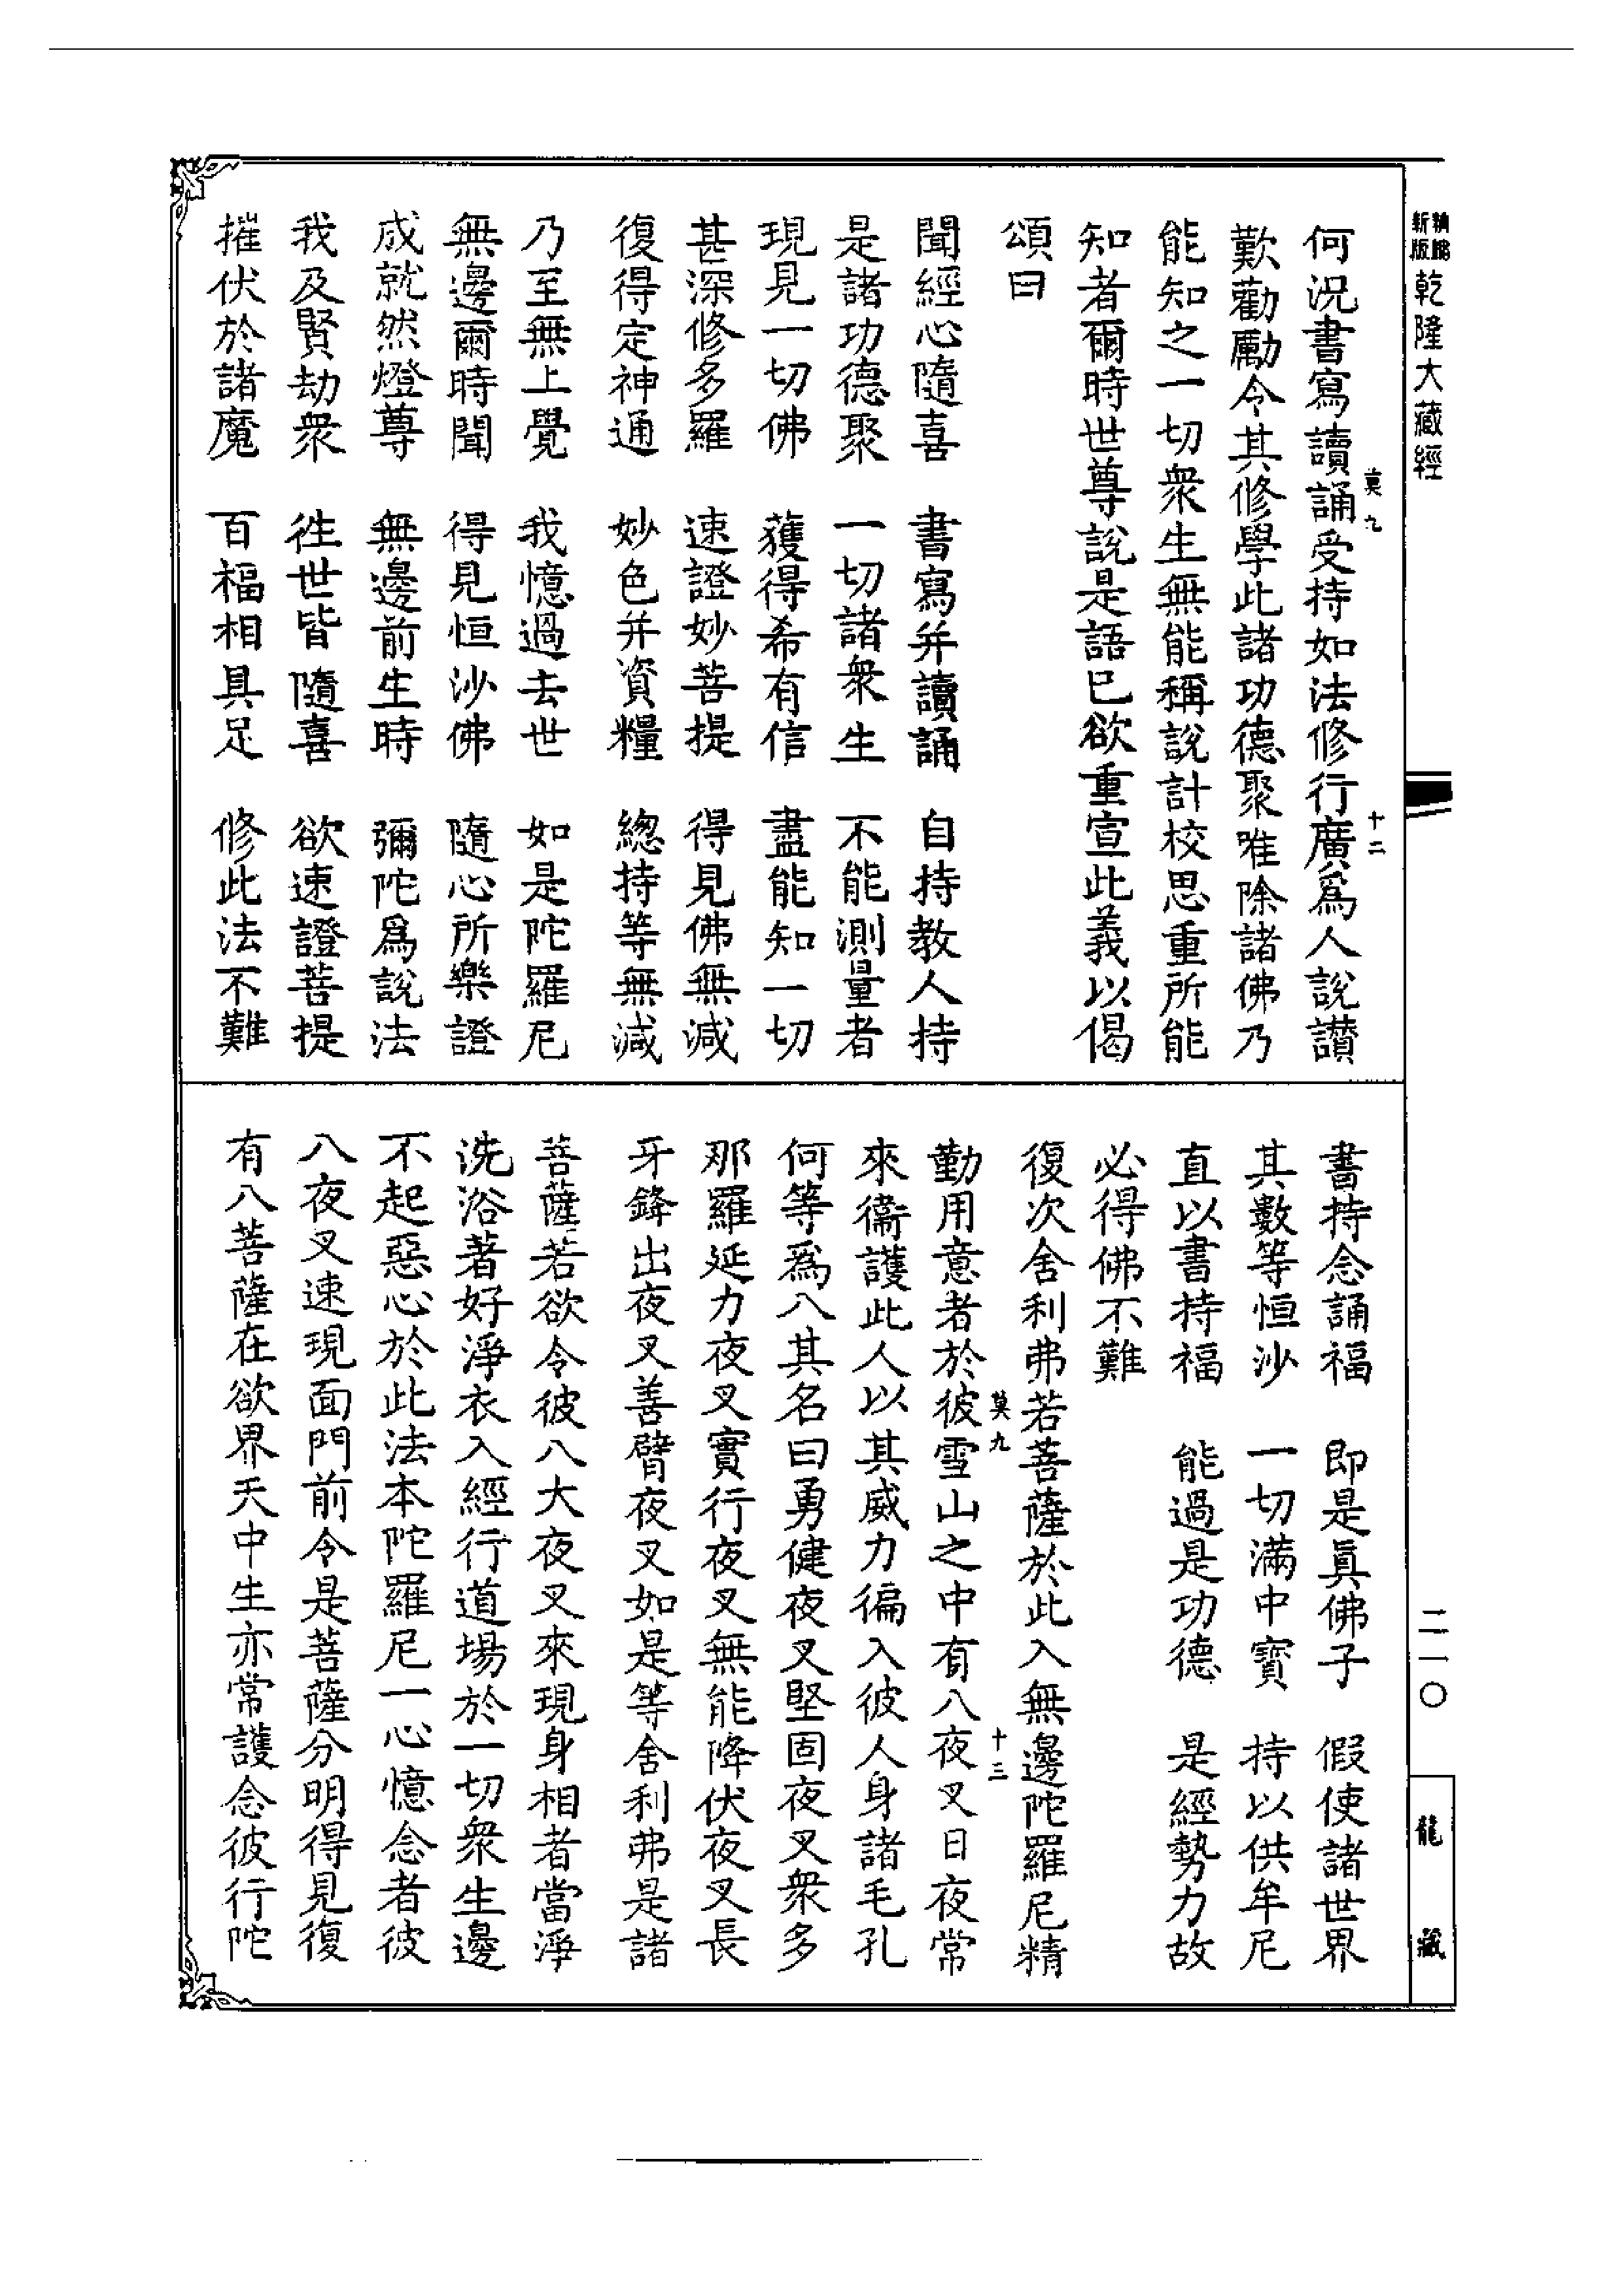 精縮新版
乾隆大藏經
莫九
十二
何況書寫讀誦受持如法修行廣爲人說讃
歎勸勵令其修學此諸功德聚唯除諸佛乃
能知之一切衆生無能稱說計校思重所能
知者爾時世尊說是語已欲重宣此義以偈
頌曰
聞經心隨喜　書寫并讀誦　自持教人持
是諸功德聚　一切諸衆生　不能測量者
現見一切佛　獲得希有信　盡能知一切
甚深修多羅　速證妙菩提　得見佛無減
復得定神通　妙色并資糧　總持等無減
乃至無上覺　我憶過去世　如是陀羅尼
無邊爾時聞　得見恒沙佛　隨心所樂證
成就然燈尊　無邊前生時　彌陀爲說法
我及賢劫衆　徃世皆隨喜　欲速證菩提
摧伏於諸魔　百福相具足　修此法不難
書持念誦福　即是眞佛子　假使諸世界
其數等恒沙　一切滿中寶　持以供牟尼
直以書持福　能過是功德　是經勢力故
必得佛不難
復次舍利弗若菩薩於此入無邊陀羅尼精
莫九
十三
勤用意者於彼雪山之中有八夜叉日夜常
來衞護此人以其威力徧入彼人身諸毛孔
何等爲八其名曰勇健夜叉堅固夜叉衆多
那羅延力夜叉實行夜叉無能降伏夜叉長
牙鋒出夜叉善臂夜叉如是等舍利弗是諸
菩薩若欲令彼八大夜叉來現身相者當淨
洗浴著好淨衣入經行道場於一切衆生邊
不起惡心於此法本陀羅尼一心憶念者彼
八夜叉速現面門前令是菩薩分明得見復
有八菩薩在欲界天中生亦常護念彼行陀
二一〇
龍藏